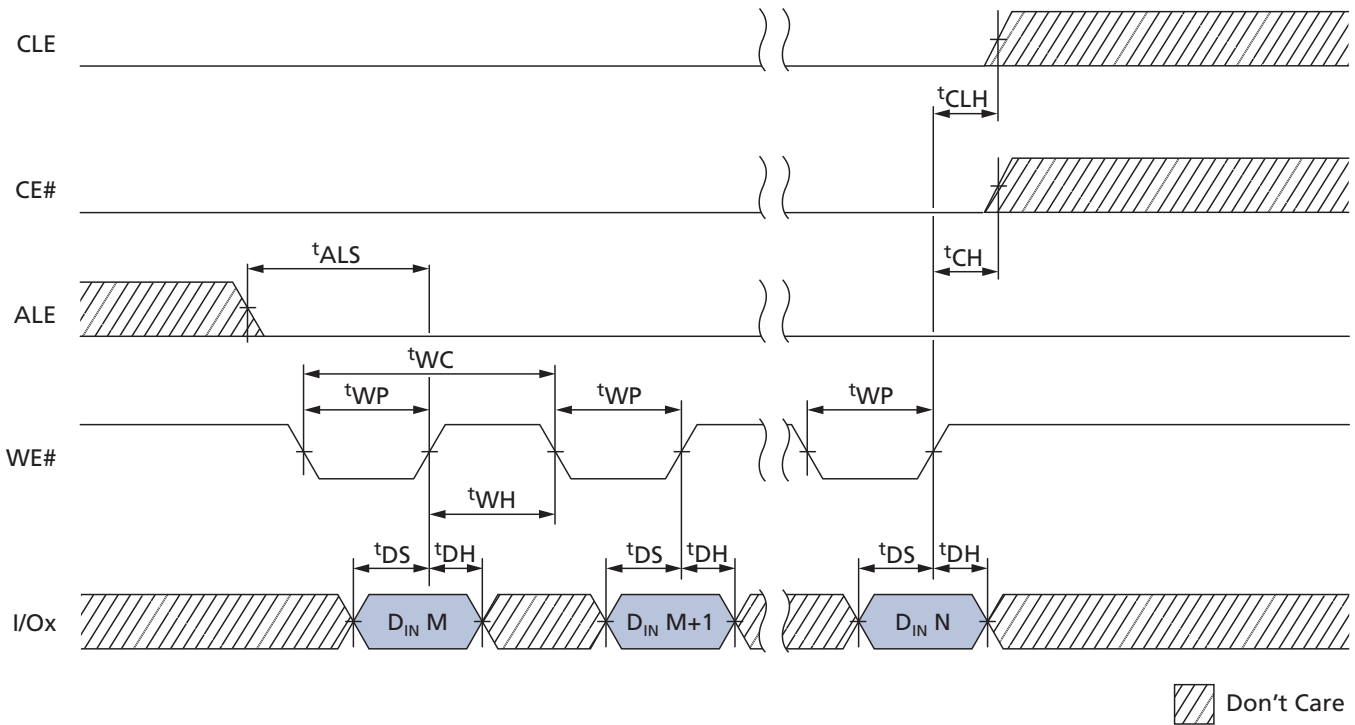 CLE
tCLH
CE#
tCH
tALS
ALE
tWC
tWP
tWP
tWP
WE#
tWH
tDS
tDH
tDS
tDH
tDS
tDH
I/Ox
DIN M
DIN M+1
DIN N
Don't Care